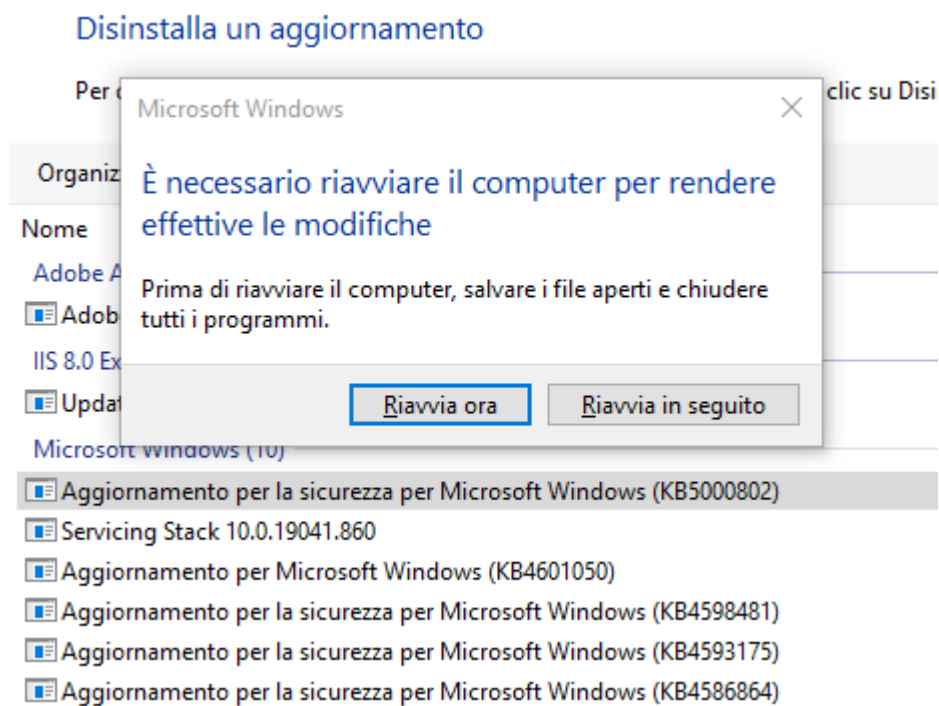 Disinstalla un aggiornamento
Per
clic su Disi
Microsoft Windows
È necessario riavviare il computer per rendere
effettive le modifiche
Prima di riavviare il computer, salvare i file aperti e chiudere
tutti i programmi.
Riavvia ora
Riavvia in seguito
Organiz
Nome
Adobe A
Adob
IIS 8.0 Ex
Updat
Microsoft Windows (10)
Aggiornamento per la sicurezza per Microsoft Windows (KB5000802)
Servicing Stack 10.0.19041.860
Aggiornamento per Microsoft Windows (KB4601050)
Aggiornamento per la sicurezza per Microsoft Windows (KB4598481)
Aggiornamento per la sicurezza per Microsoft Windows (KB4593175)
Aggiornamento per la sicurezza per Microsoft Windows (KB4586864)